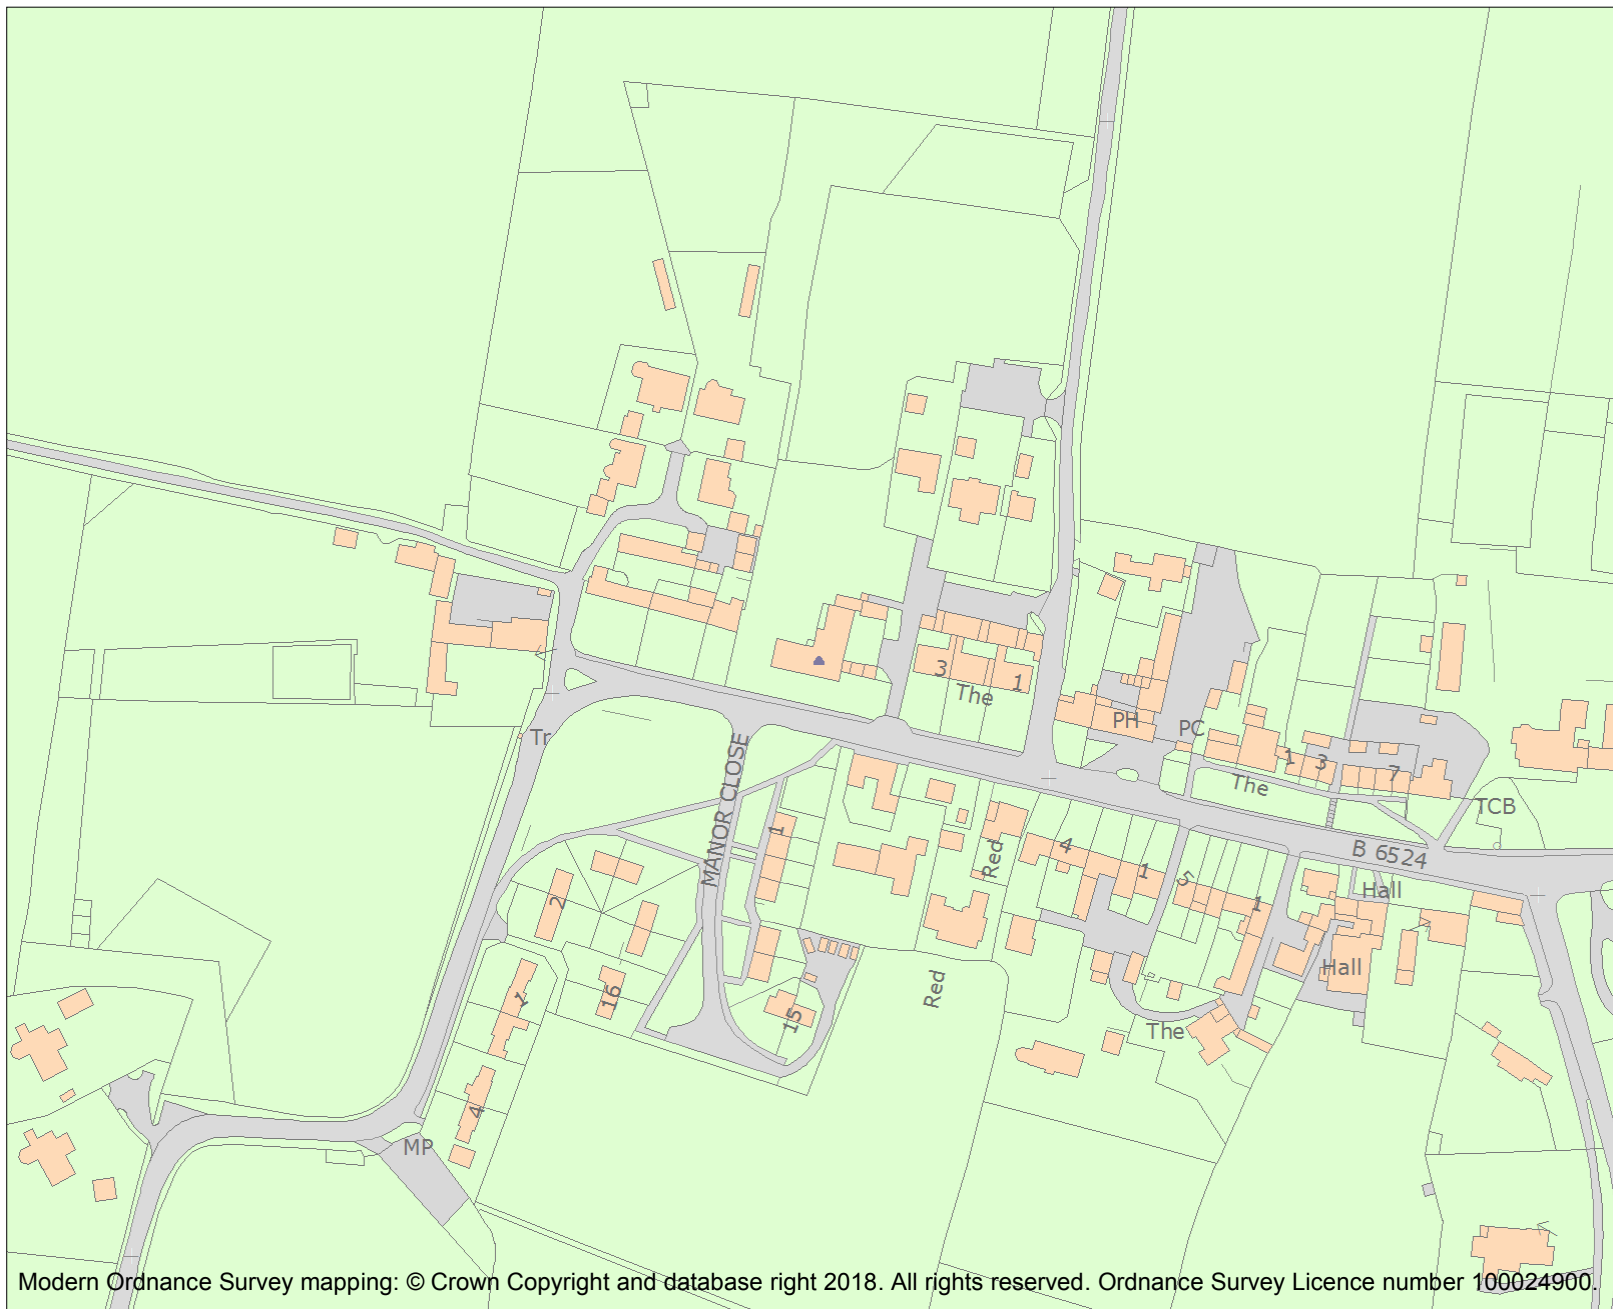 3
The
1
PH
PC
Tr
MANOR CLOSE
1
3
7
The
TCB
1
4
Red
B 6524
1
5
Hall
1
2
Hall
Red
1
16
15
The
4
MP
Modern Ordnance Survey mapping: © Crown Copyright and database right 2018. All rights reserved. Ordnance Survey Licence number 100024900.